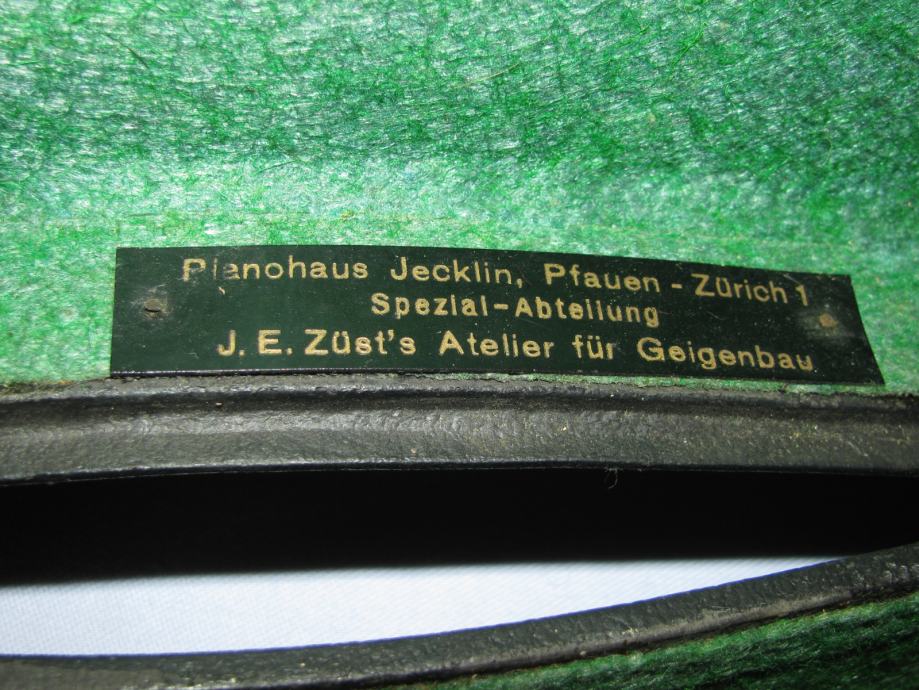 Pianohaus Jecklin, Pfauen - Zürich 1
Spezial-Abteilung
J. E. Züst's Atelier für Geigenbau